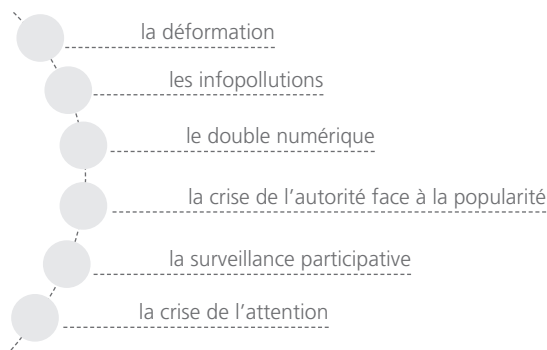 la déformation
les infopollutions
le double numérique
la crise de l’autorité face à la popularité
la surveillance participative
la crise de l’attention